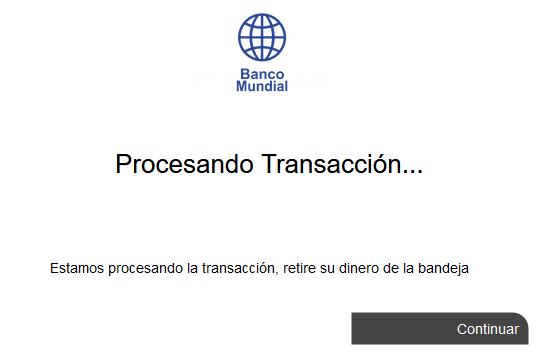 Banco
Mundial
Procesando Transacción...
Estamos procesando la transacción, retire su dinero de la bandeja
Continuar